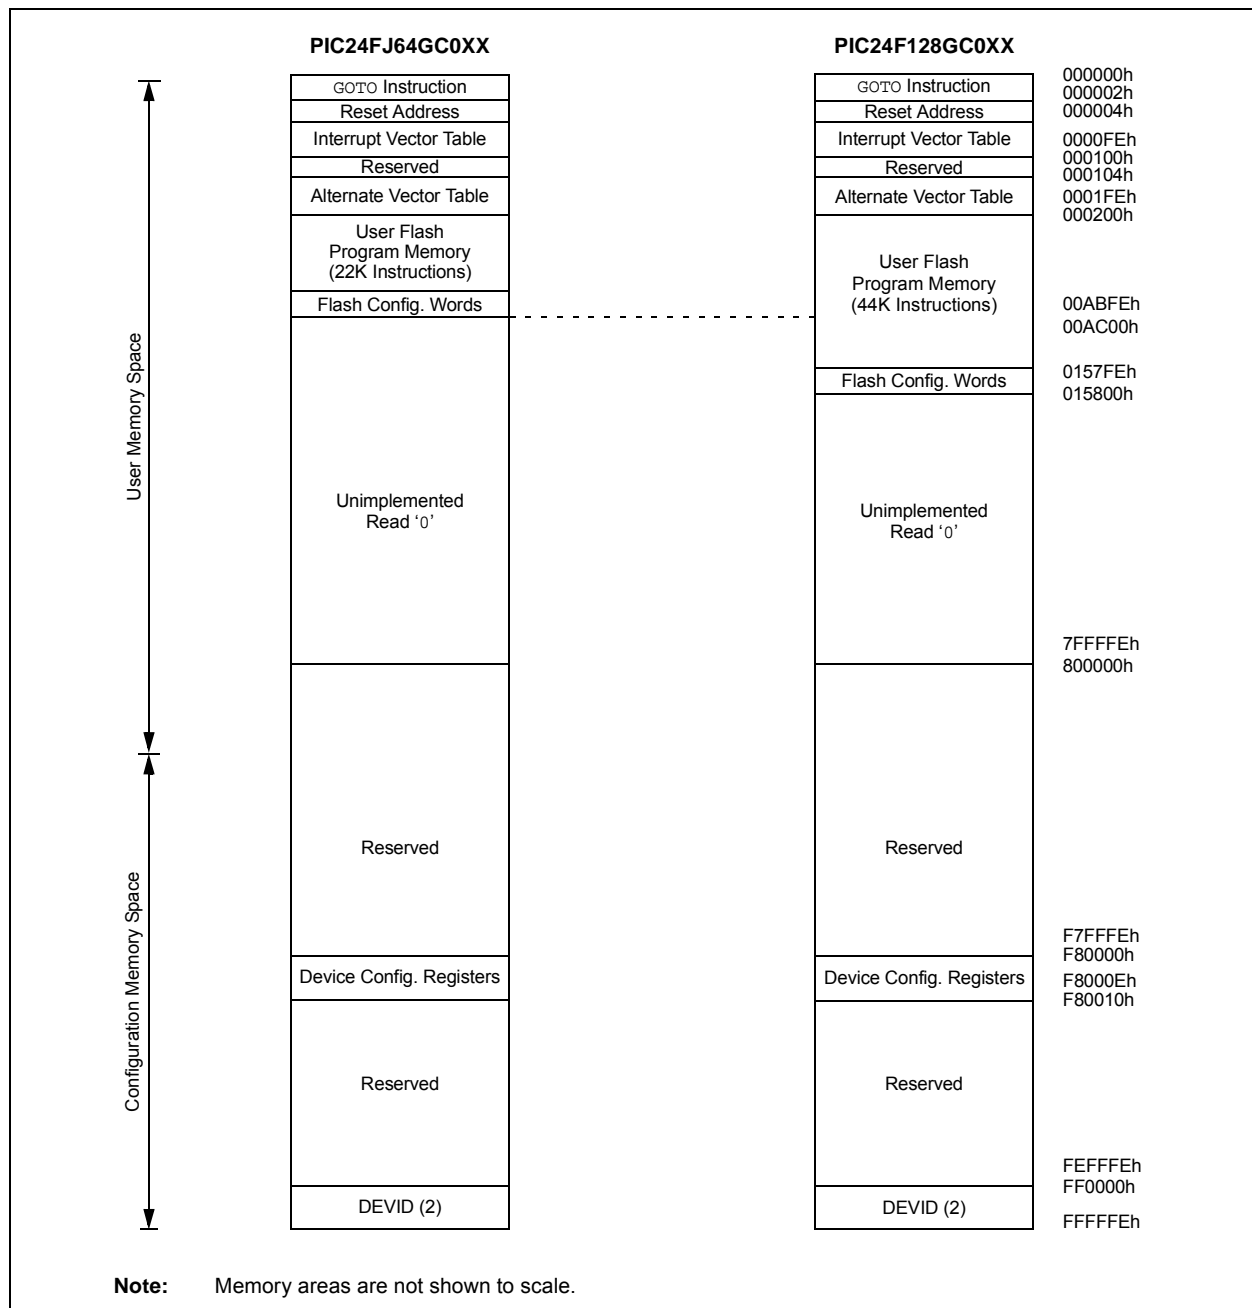 PIC24FJ64GC0XX
GOTO Instruction
Reset Address
Interrupt Vector Table
Reserved
Alternate Vector Table
User Flash
Program Memory
(22K Instructions)
Flash Config. Words
Unimplemented
Read ‘0’
Reserved
Device Config. Registers
Reserved
DEVID (2)
PIC24F128GC0XX
GOTO Instruction
Reset Address
Interrupt Vector Table
Reserved
Alternate Vector Table
User Flash
Program Memory
(44K Instructions)
Flash Config. Words
Unimplemented
Read ‘0’
Reserved
Device Config. Registers
Reserved
DEVID (2)
000000h
000002h
000004h
0000FEh
000100h
000104h
0001FEh
000200h
00ABFEh
00AC00h
0157FEh
015800h
7FFFFEh
800000h
F7FFFEh
F80000h
F8000Eh
F80010h
FEFFFEh
FF0000h
FFFFFEh
User Memory Space
Configuration Memory Space
Note: Memory areas are not shown to scale.